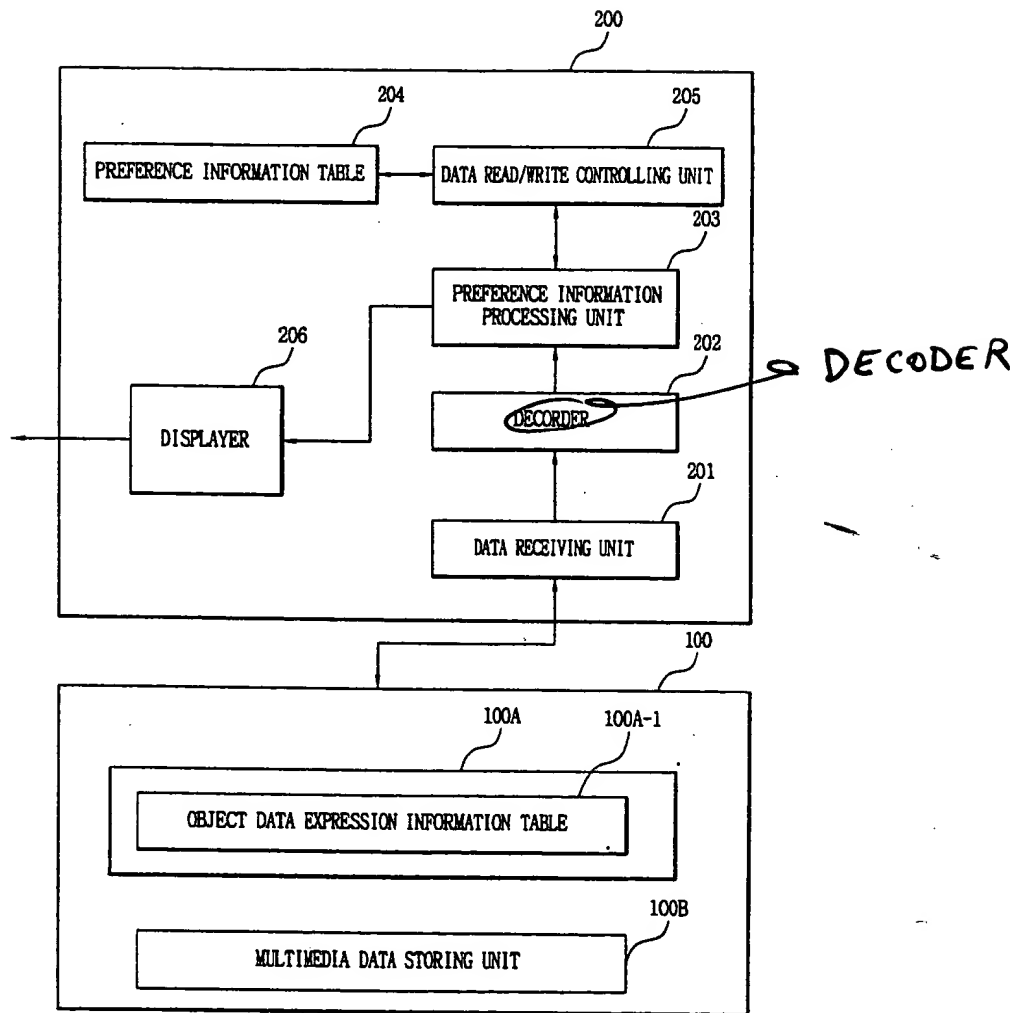 200
204
205
PREFERENCE INFORMATION TABLE
DATA READ/WRITE CONTROLLING UNIT
203
PREFERENCE INFORMATION
PROCESSING UNIT
206
202
DECODER
DECORDER
DISPLAYER
201
DATA RECEIVING UNIT
100
100A
100A-1
OBJECT DATA EXPRESSION INFORMATION TABLE
100B
MULTIMEDIA DATA STORING UNIT